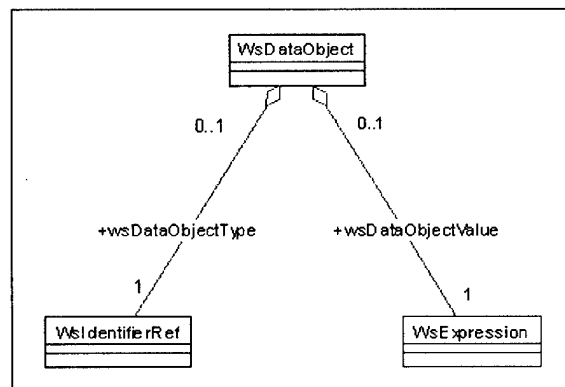 WsDataObject
0..1
0..1
+wsDataObjectType
+wsDataObjectValue
1
1
WsIdentifierRef
WsExpression